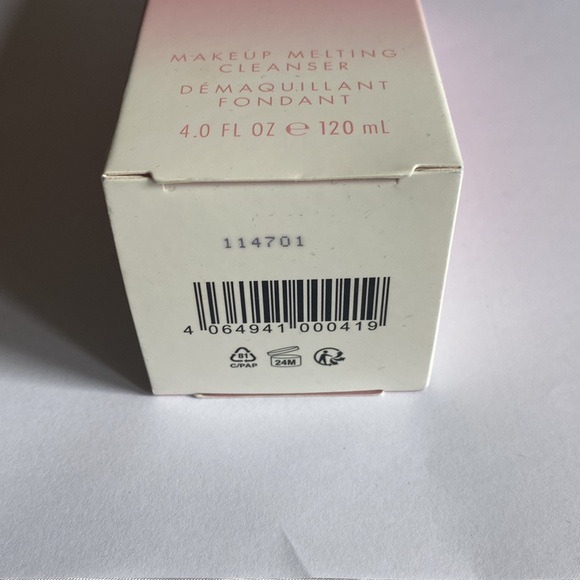 MAKEUP MELTING
CLEANSER
DÉMAQUILLANT
FONDANT
4.0 FL OZ ℮ 120 mL
114701
4 064941 000419
81
C/PAP
24M